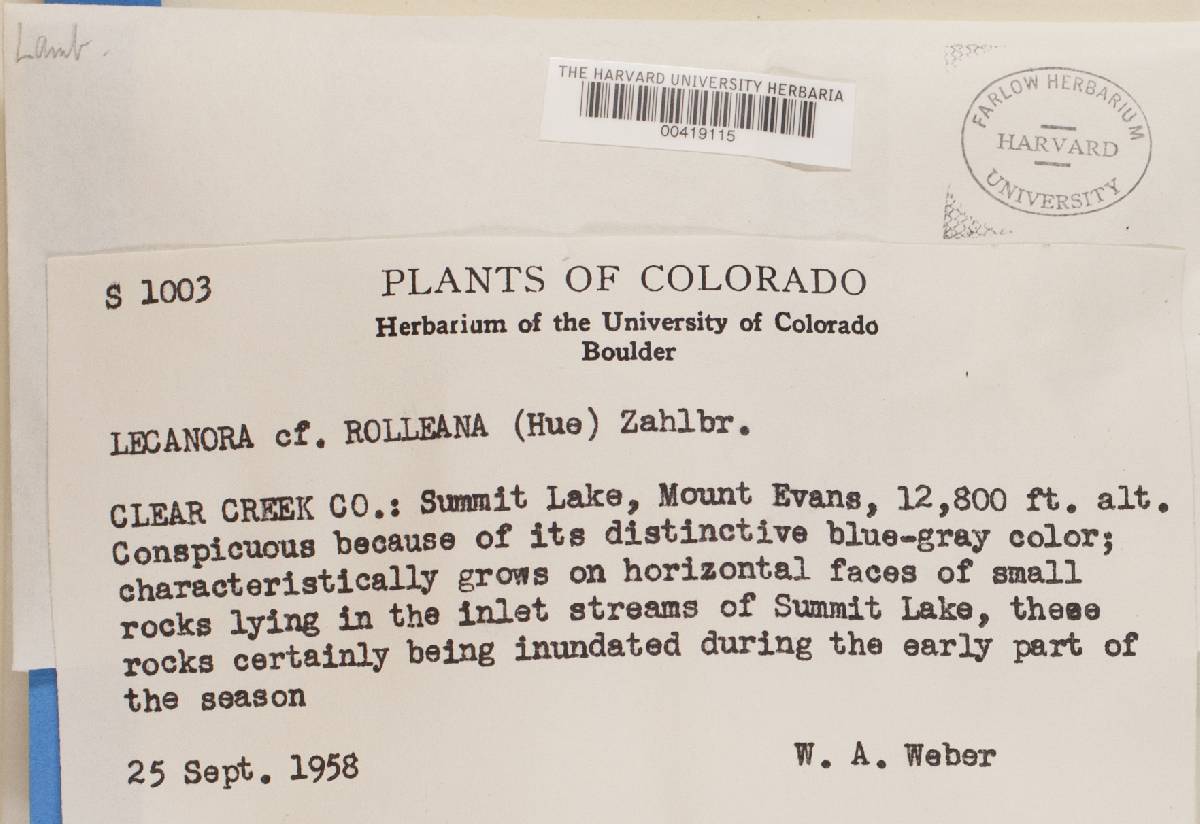 Lamb.
THE HARVARD UNIVERSITY HERBARIA
00419115
FARLOW HERBARIUM
HARVARD
UNIVERSITY
S 1003
PLANTS OF COLORADO
Herbarium of the University of Colorado
Boulder
LECANORA cf. ROLLEANA (Hue) Zahlbr.
CLEAR CREEK CO.: Summit Lake, Mount Evans, 12,800 ft. alt.
Conspicuous because of its distinctive blue-gray color;
characteristically grows on horizontal faces of small
rocks lying in the inlet streams of Summit Lake, these
rocks certainly being inundated during the early part of
the season
25 Sept. 1958
W. A. Weber